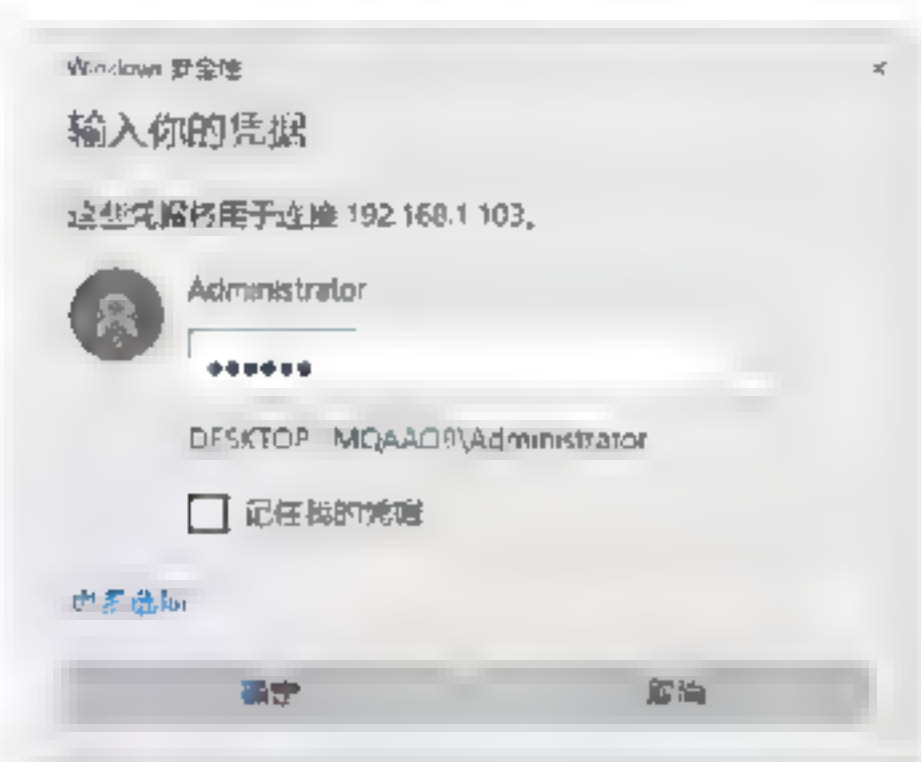 Windows 安全性
输入你的凭据
这些凭据将用于连接 192.168.1.103。
Administrator
••••••
\Administrator
记住我的凭据
更多选项
确定
取消